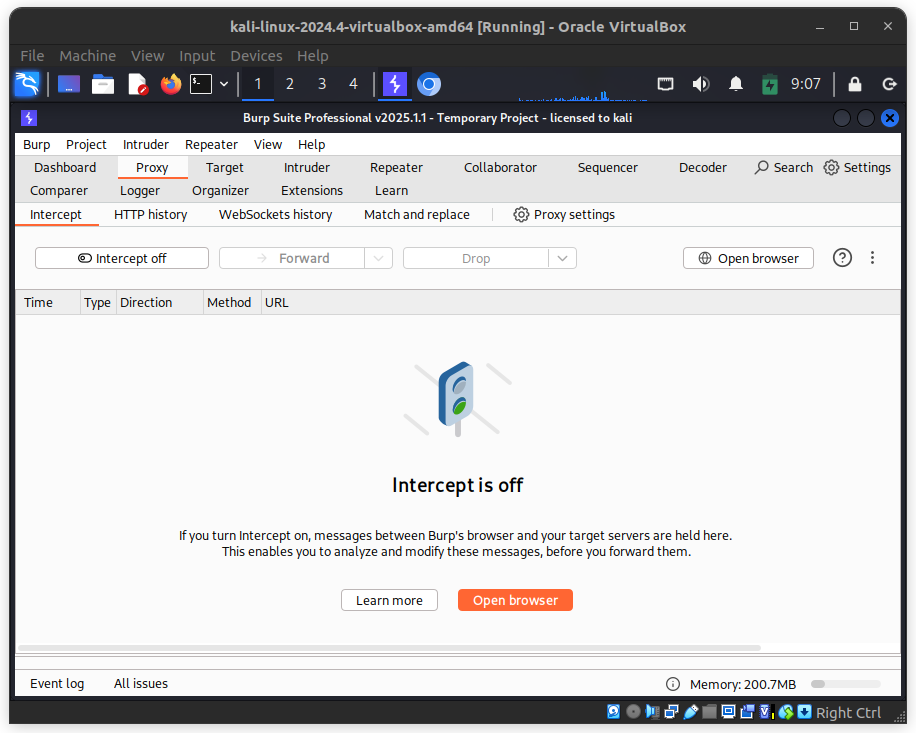 kali-linux-2024.4-virtualbox-amd64 [Running] - Oracle VirtualBox
File Machine View Input Devices Help
1 2 3 4 9:07
Burp Suite Professional v2025.1.1 - Temporary Project - licensed to kali
Burp Project Intruder Repeater View Help
Dashboard Proxy Target Intruder Repeater Collaborator Sequencer Decoder Search Settings
Comparer Logger Organizer Extensions Learn
Intercept HTTP history WebSockets history Match and replace Proxy settings
Intercept off Forward Drop Open browser ?
Time Type Direction Method URL
Intercept is off
If you turn Intercept on, messages between Burp's browser and your target servers are held here.
This enables you to analyze and modify these messages, before you forward them.
Learn more Open browser
Event log All issues Memory: 200.7MB
Right Ctrl